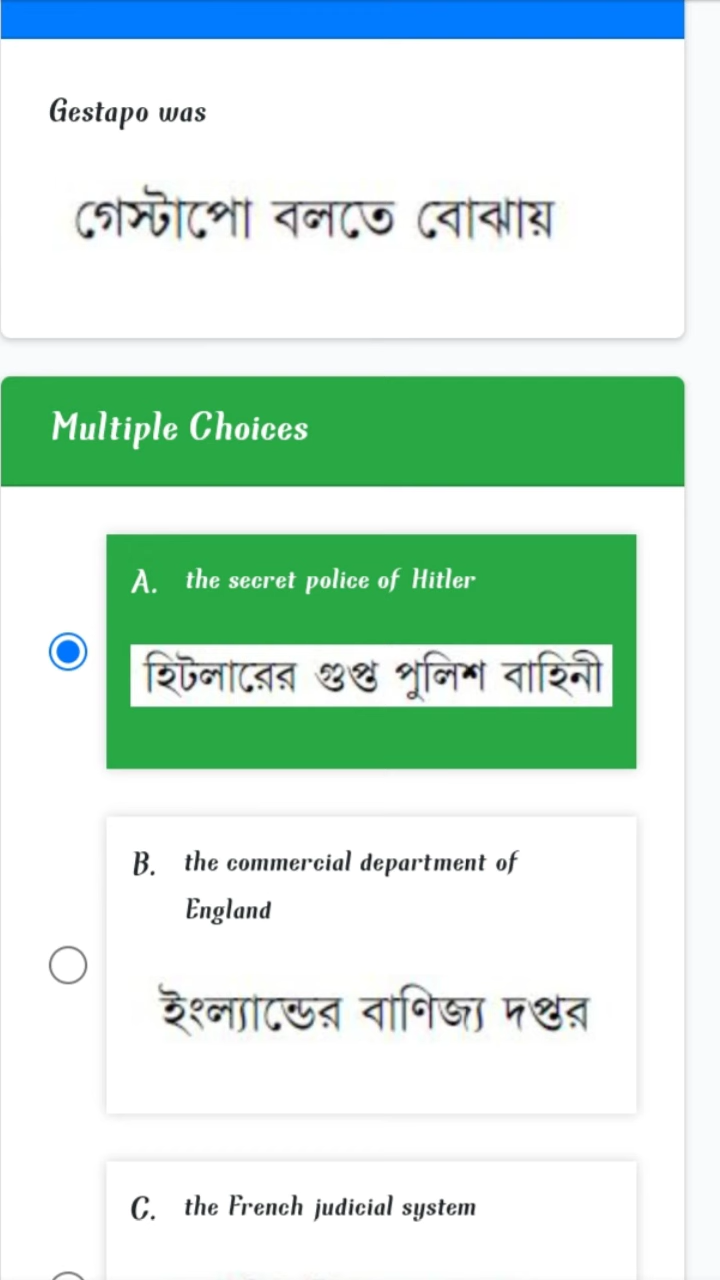 Gestapo was
গেস্টাপো বলতে বোঝায়
Multiple Choices
A. the secret police of Hitler
হিটলারের গুপ্ত পুলিশ বাহিনী
B. the commercial department of
England
ইংল্যান্ডের বাণিজ্য দপ্তর
C. the French judicial system